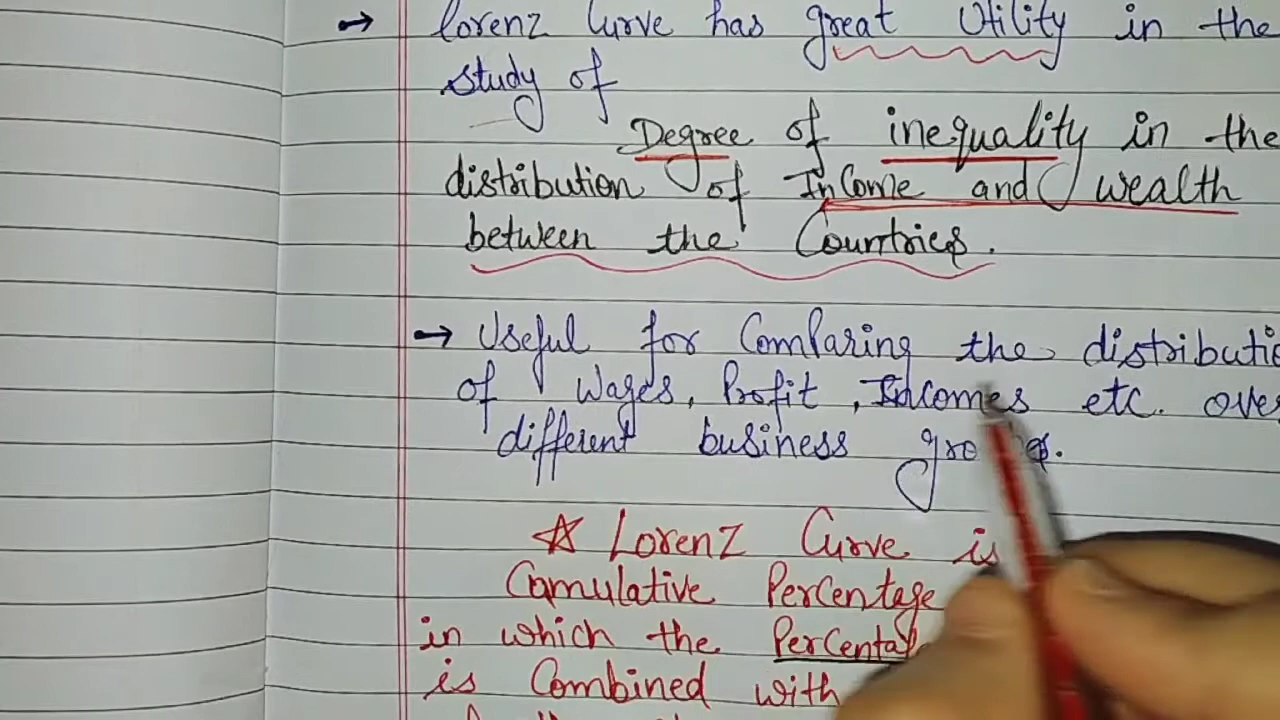 → Lorenz Curve has great Utility in the
study of
Degree of inequality in the
distribution of Income and wealth
between the Countries.
→ Useful for Comparing the distributi
of Wages, Profit, Incomes etc. over
different business
☆ Lorenz Curve is
Comulative Percentage
in which the
is Combined with